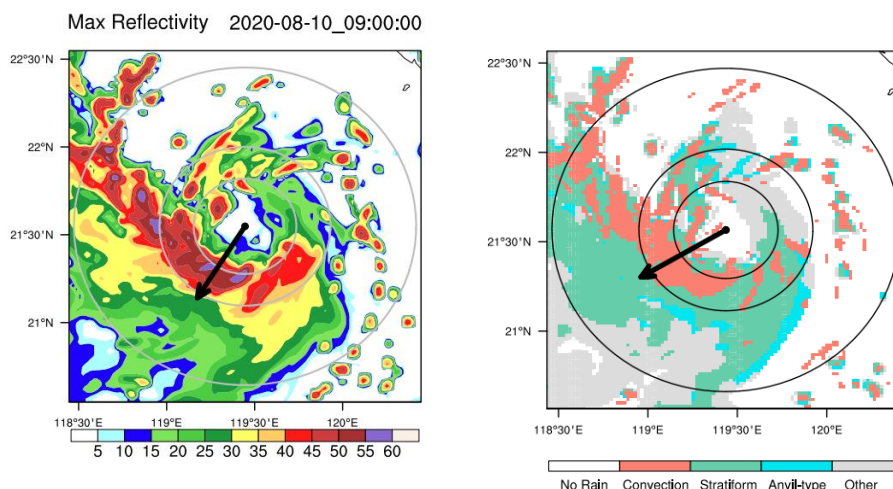 Max Reflectivity 2020-08-10_09:00:00
22°30'N
22°N
21°30'N
21°N
118°30'E 119°E 119°30'E 120°E
5 10 15 20 25 30 35 40 45 50 55 60
22°30'N
22°N
21°30'N
21°N
118°30'E 119°E 119°30'E 120°E
No Rain Convection Stratiform Anvil-type Other